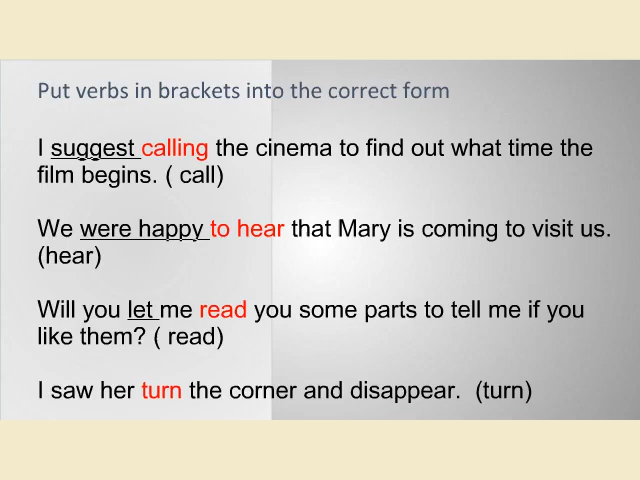 Put verbs in brackets into the correct form
I suggest calling the cinema to find out what time the
film begins. ( call)
We were happy to hear that Mary is coming to visit us.
(hear)
Will you let me read you some parts to tell me if you
like them? ( read)
I saw her turn the corner and disappear.  (turn)